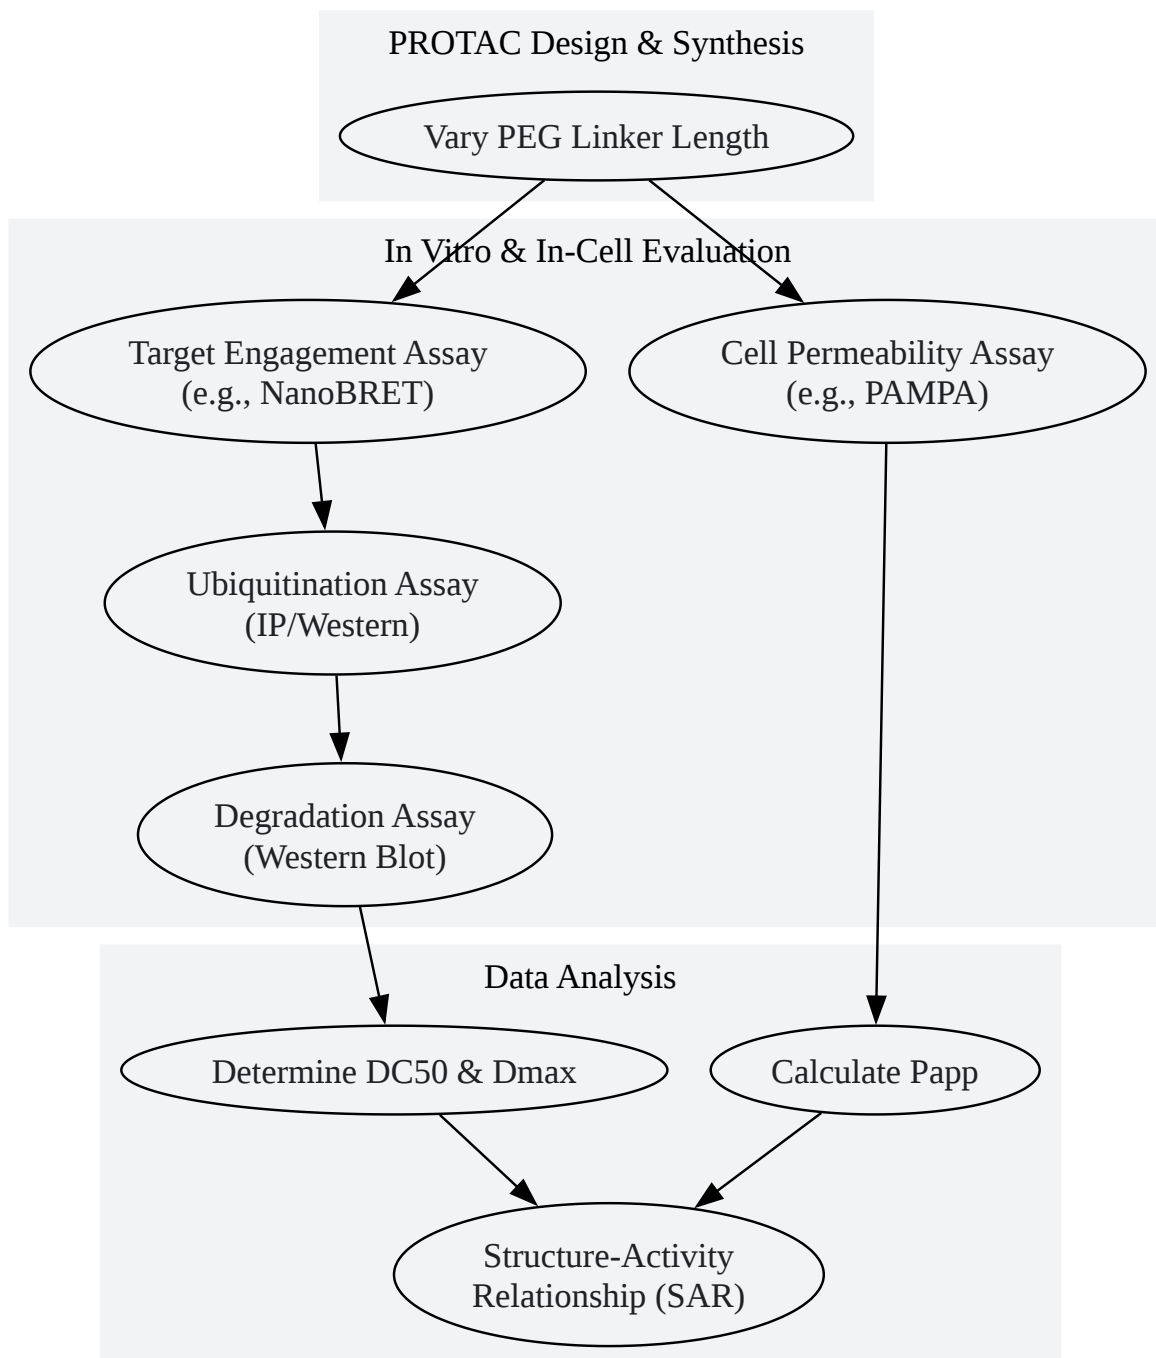 PROTAC Design & Synthesis
Vary PEG Linker Length
In Vitro & In-Cell Evaluation
Target Engagement Assay
(e.g., NanoBRET)
Cell Permeability Assay
(e.g., PAMPA)
Ubiquitination Assay
(IP/Western)
Degradation Assay
(Western Blot)
Data Analysis
Determine DC50 & Dmax
Calculate Papp
Structure-Activity
Relationship (SAR)